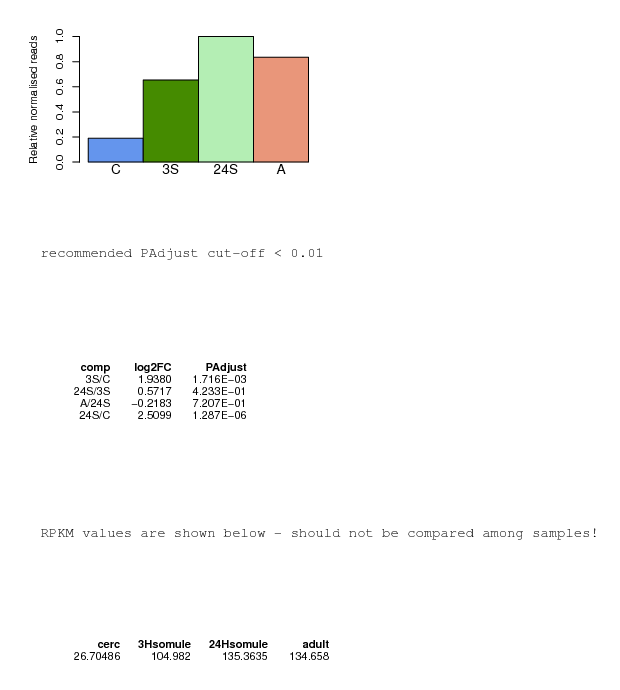 Relative normalised reads
1.0
0.8
0.6
0.4
0.2
0.0
C 3S 24S A
recommended PAdjust cut-off < 0.01
comp log2FC PAdjust
3S/C 1.9380 1.716E−03
24S/3S 0.5717 4.233E−01
A/24S −0.2183 7.207E−01
24S/C 2.5099 1.287E−06
RPKM values are shown below - should not be compared among samples!
cerc 3Hsomule 24Hsomule adult
26.70486 104.982 135.3635 134.658